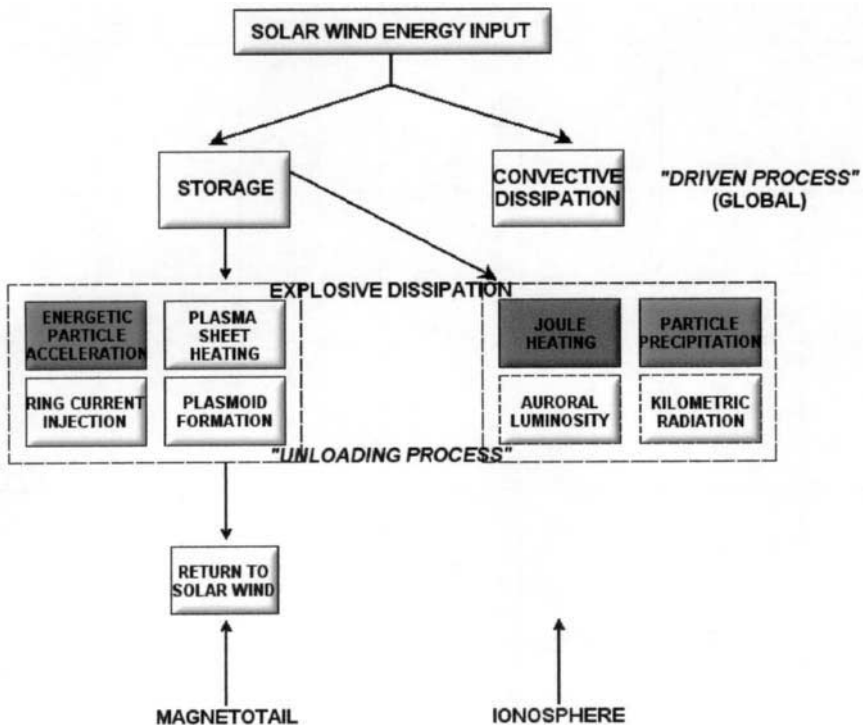 SOLAR WIND ENERGY INPUT
STORAGE
CONVECTIVE
DISSIPATION
"DRIVEN PROCESS"
(GLOBAL)
EXPLOSIVE DISSIPATION
ENERGETIC
PARTICLE
ACCELERATION
PLASMA
SHEET
HEATING
JOULE
HEATING
PARTICLE
PRECIPITATION
RING CURRENT
INJECTION
PLASMOID
FORMATION
AURORAL
LUMINOSITY
KILOMETRIC
RADIATION
"UNLOADING PROCESS"
RETURN TO
SOLAR WIND
MAGNETOTAIL
IONOSPHERE